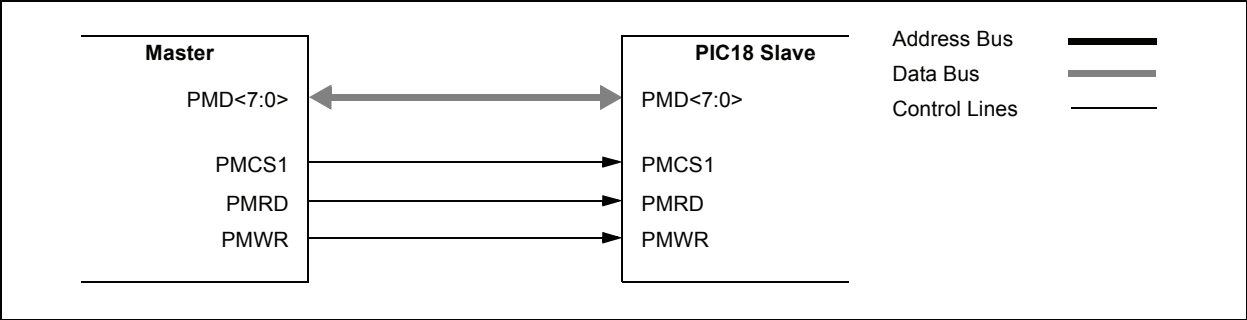 Master
PIC18 Slave
Address Bus
Data Bus
Control Lines
PMD<7:0>
PMD<7:0>
PMCS1
PMCS1
PMRD
PMRD
PMWR
PMWR